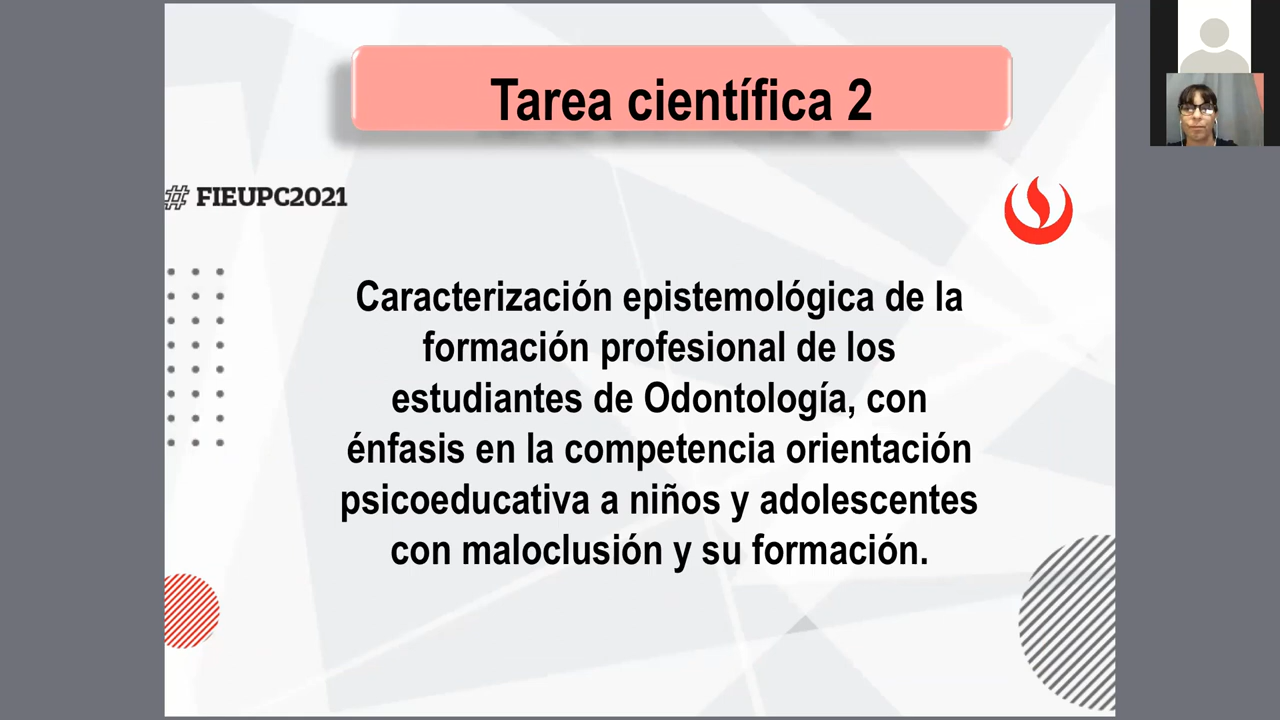 Tarea científica 2
# FIEUPC2021
Caracterización epistemológica de la
formación profesional de los
estudiantes de Odontología, con
énfasis en la competencia orientación
psicoeducativa a niños y adolescentes
con maloclusión y su formación.